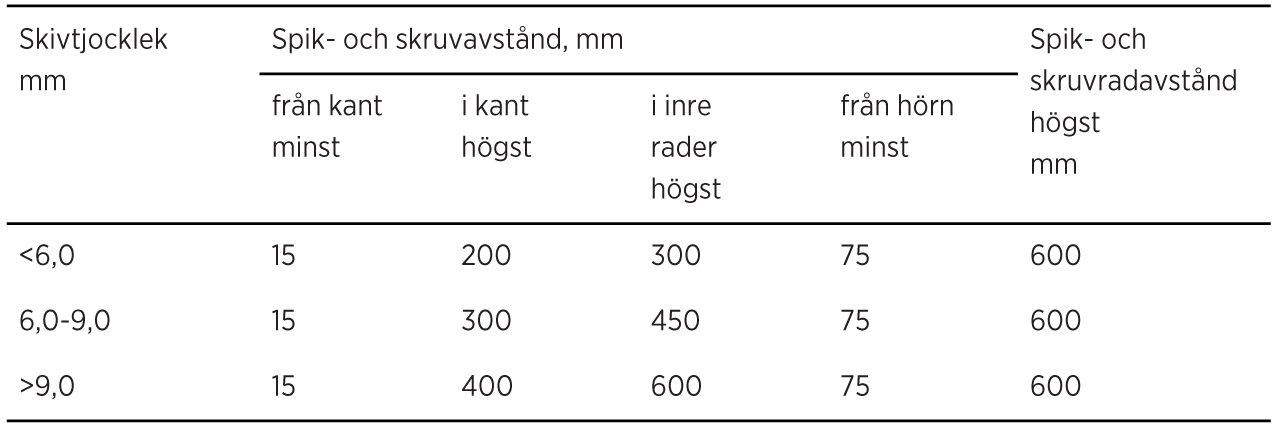 Skivtjocklek
mm
Spik- och skruvavstånd, mm
från kant
minst
i kant
högst
i inre
rader
högst
från hörn
minst
Spik- och
skruvradavstånd
högst
mm
<6,0 15 200 300 75 600
6,0-9,0 15 300 450 75 600
>9,0 15 400 600 75 600